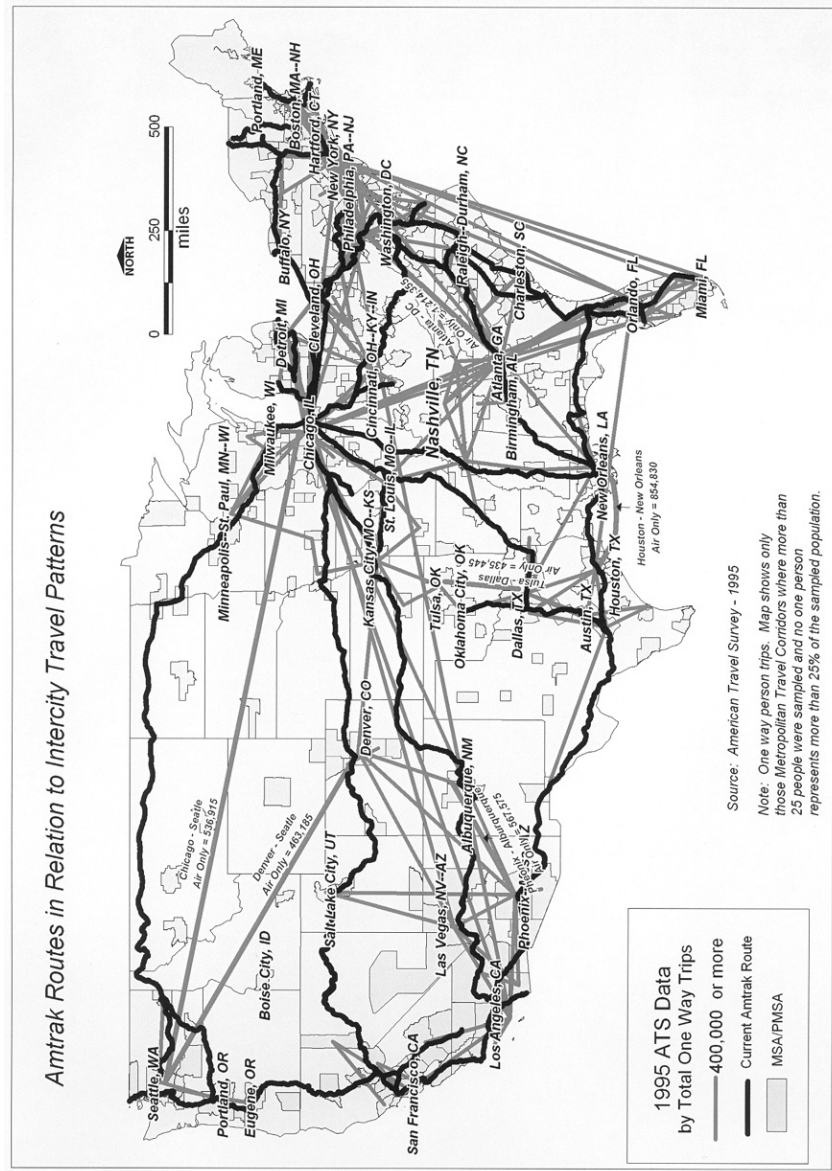 Amtrak Routes in Relation to Intercity Travel Patterns
NORTH
0
250
500
miles
Seattle, WA
Portland, OR
Eugene, OR
Boise City, ID
San Francisco, CA
Los Angeles, CA
Las Vegas, NV--AZ
Salt Lake City, UT
Denver, CO
Albuquerque, NM
Chicago - Seatle
Air Only = 536,915
Denver - Seatle
Air Only = 463,185
Minneapolis--St. Paul, MN--WI
Milwaukee, WI
Chicago, IL
Detroit, MI
Cleveland, OH
Buffalo, NY
Portland, ME
Boston, MA--NH
Hartford, CT
New York, NY
Philadelphia, PA--NJ
Washington, DC
Raleigh--Durham, NC
Charleston, SC
Cincinnati, OH--KY--IN
Kansas City, MO--KS
St. Louis, MO--IL
Nashville, TN
Atlanta, GA
Birmingham, AL
Atlanta - DC
Air Only = 1,214,255
Tulsa, OK
Oklahoma City, OK
Dallas, TX
Austin, TX
Houston, TX
New Orleans, LA
Orlando, FL
Miami, FL
Tulsa - Dallas
Air Only = 435,445
Houston - New Orleans
Air Only = 854,830
1995 ATS Data
by Total One Way Trips
400,000 or more
Current Amtrak Route
MSA/PMSA
Source: American Travel Survey - 1995
Note: One way person trips. Map shows only
those Metropolitan Travel Corridors where more than
25 people were sampled and no one person
represents more than 25% of the sampled population.